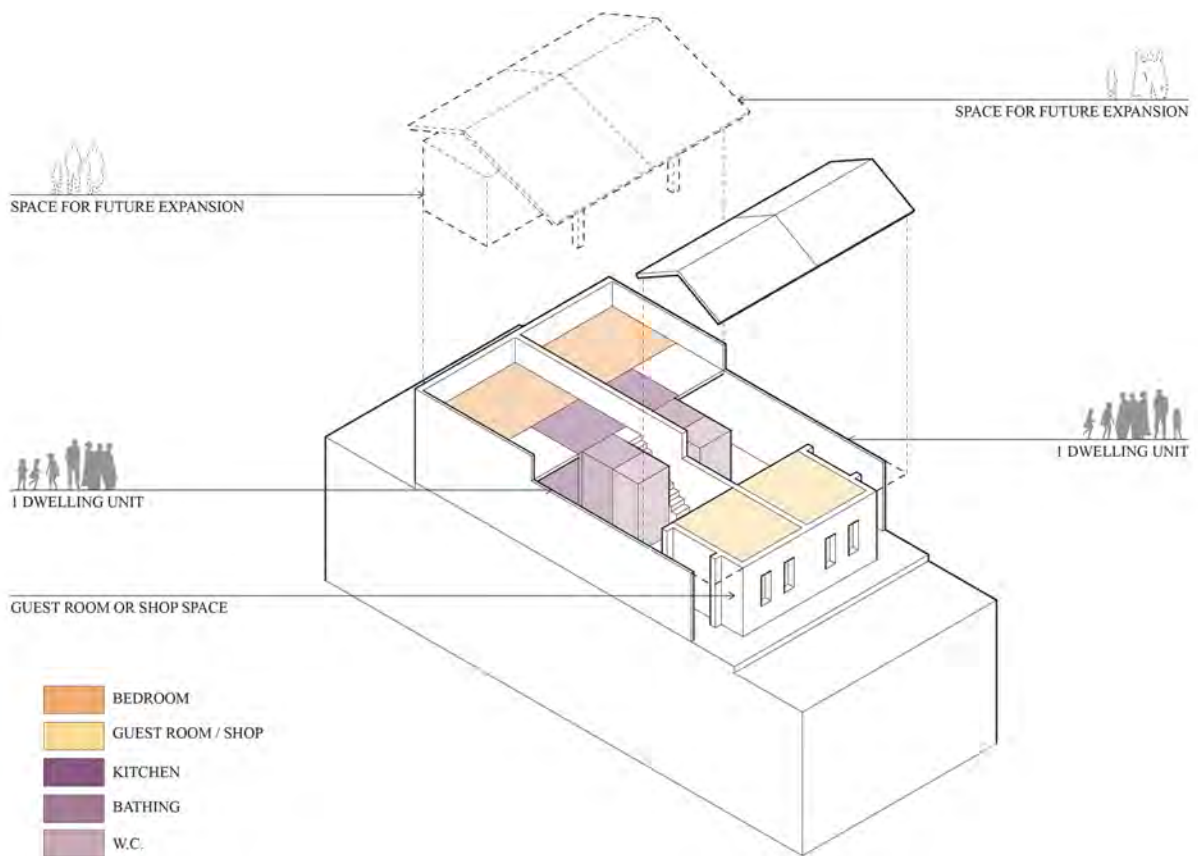 SPACE FOR FUTURE EXPANSION
SPACE FOR FUTURE EXPANSION
1 DWELLING UNIT
1 DWELLING UNIT
GUEST ROOM OR SHOP SPACE
BEDROOM
GUEST ROOM / SHOP
KITCHEN
BATHING
W.C.